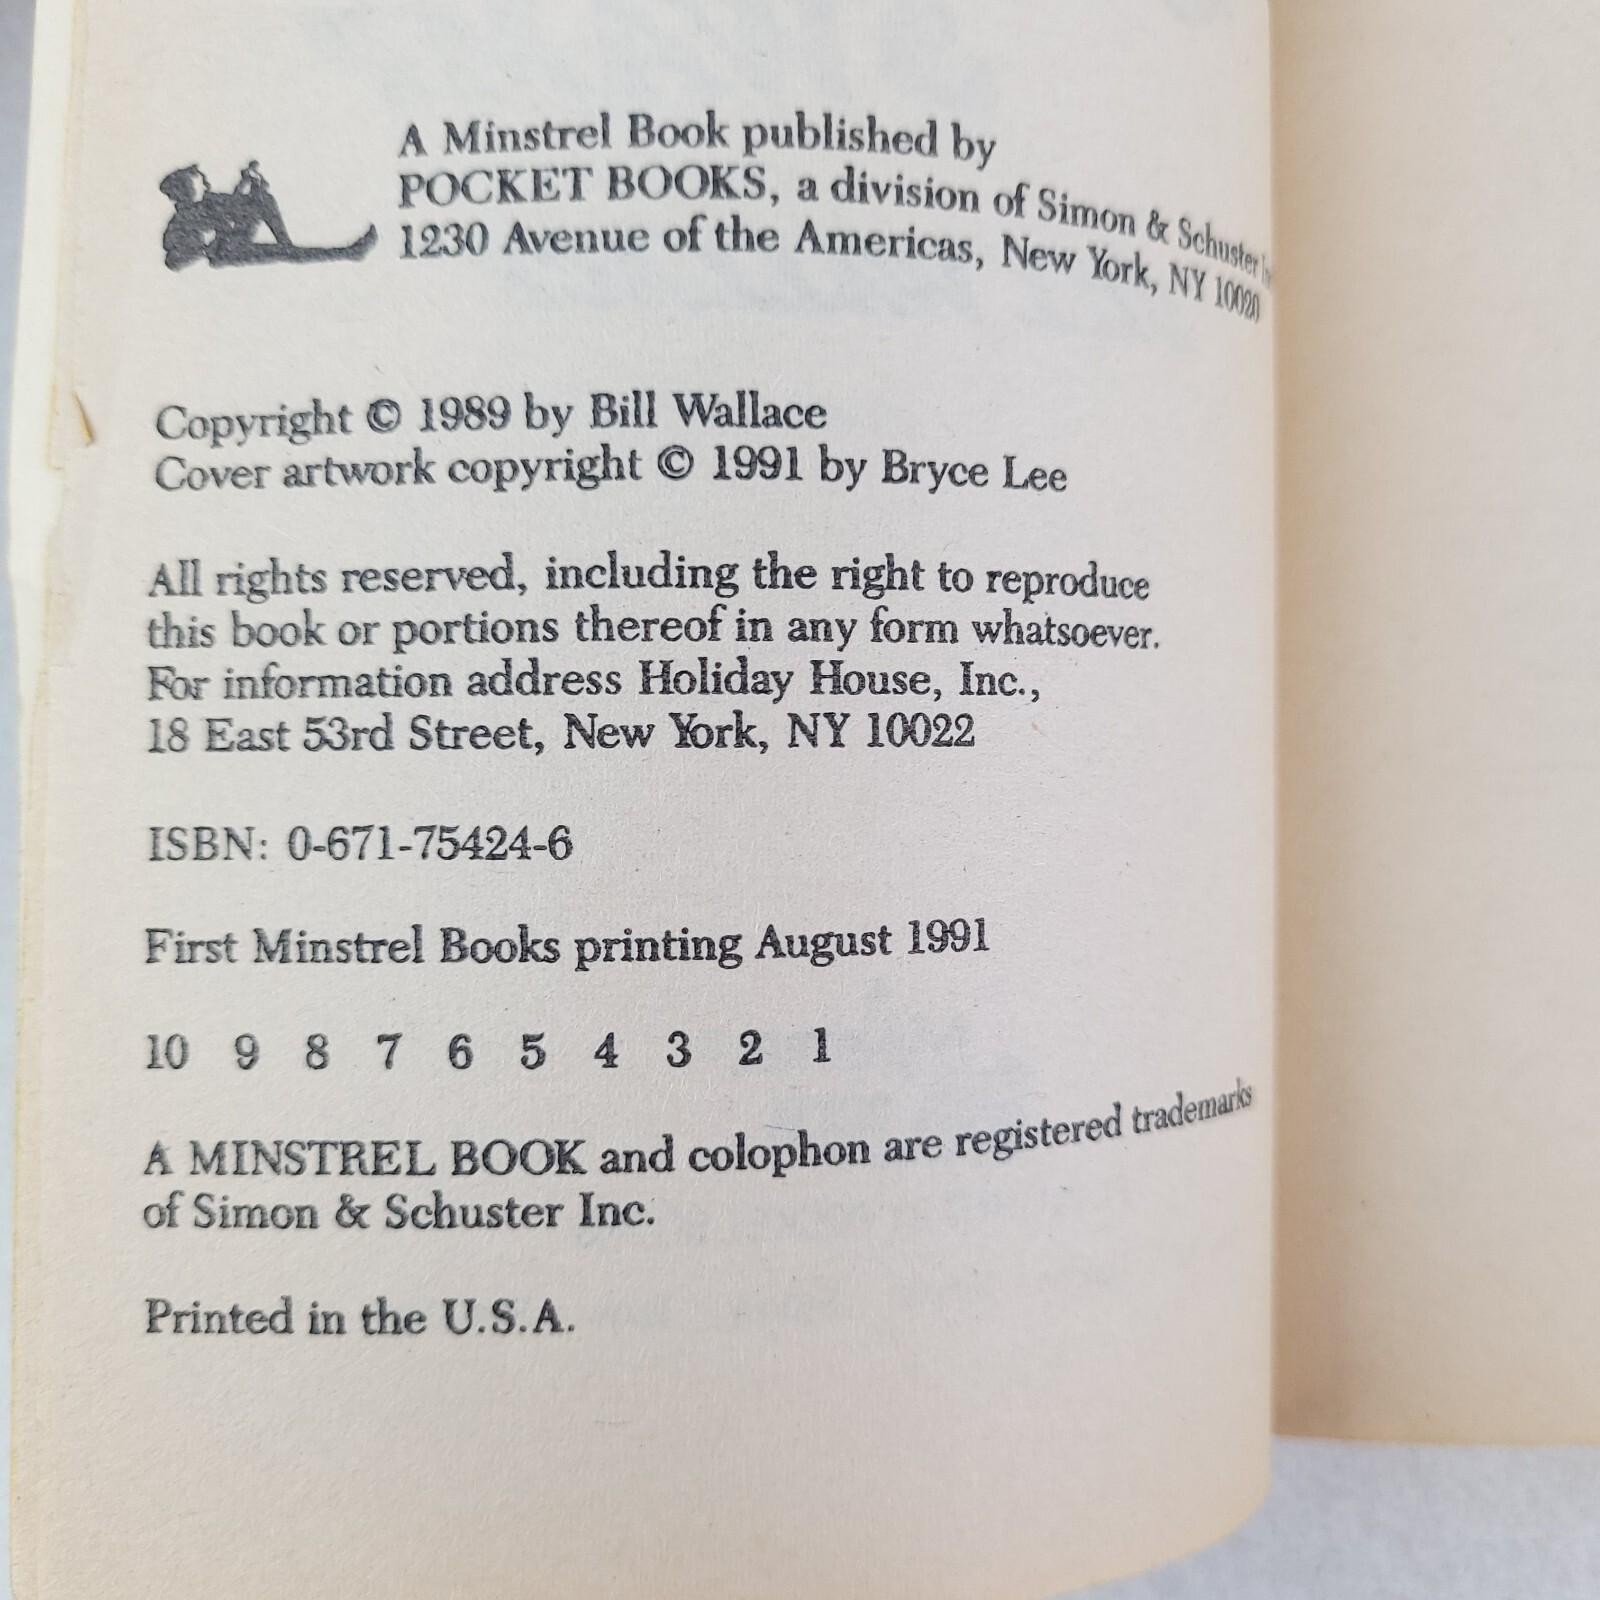 A Minstrel Book published by
POCKET BOOKS, a division of Simon & Schuster
1230 Avenue of the Americas, New York, NY 10020
Copyright © 1989 by Bill Wallace
Cover artwork copyright © 1991 by Bryce Lee
All rights reserved, including the right to reproduce
this book or portions thereof in any form whatsoever.
For information address Holiday House, Inc.,
18 East 53rd Street, New York, NY 10022
ISBN: 0-671-75424-6
First Minstrel Books printing August 1991
10 9 8 7 6 5 4 3 2 1
A MINSTREL BOOK and colophon are registered trademarks
of Simon & Schuster Inc.
Printed in the U.S.A.